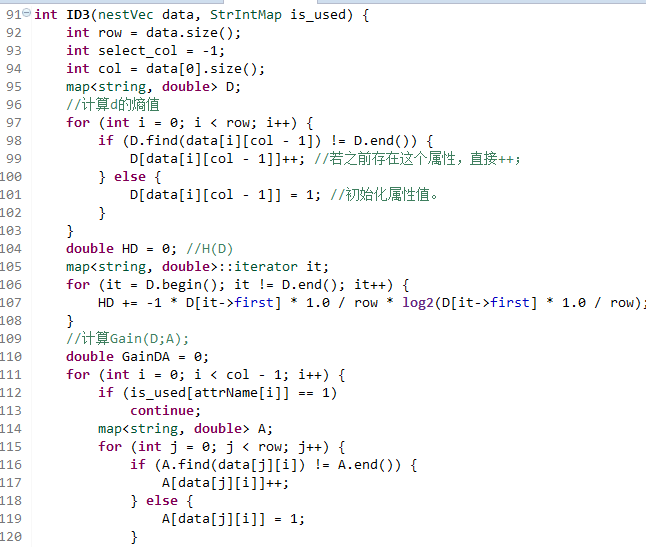 91 int ID3(nestVec data, StrIntMap is_used) {
92     int row = data.size();
93     int select_col = -1;
94     int col = data[0].size();
95     map<string, double> D;
96     //计算d的熵值
97     for (int i = 0; i < row; i++) {
98         if (D.find(data[i][col - 1]) != D.end()) {
99             D[data[i][col - 1]]++; //若之前存在这个属性，直接++；
100         } else {
101             D[data[i][col - 1]] = 1; //初始化属性值。
102         }
103     }
104     double HD = 0; //H(D)
105     map<string, double>::iterator it;
106     for (it = D.begin(); it != D.end(); it++) {
107         HD += -1 * D[it->first] * 1.0 / row * log2(D[it->first] * 1.0 / row);
108     }
109     //计算Gain(D;A);
110     double GainDA = 0;
111     for (int i = 0; i < col - 1; i++) {
112         if (is_used[attrName[i]] == 1)
113             continue;
114         map<string, double> A;
115         for (int j = 0; j < row; j++) {
116             if (A.find(data[j][i]) != A.end()) {
117                 A[data[j][i]]++;
118             } else {
119                 A[data[j][i]] = 1;
120             }